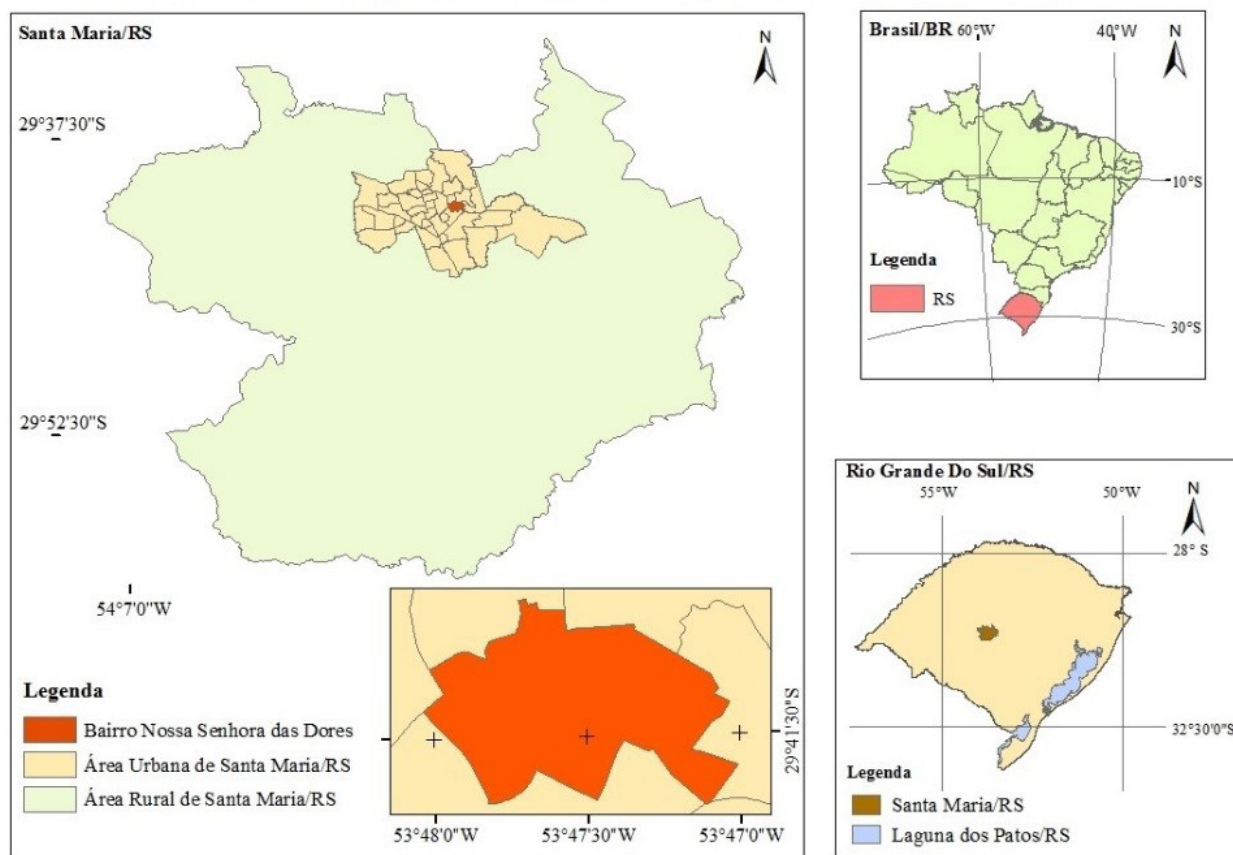 Santa Maria/RS
N
29°37'30"S
29°52'30"S
54°7'0"W
Legenda
Bairro Nossa Senhora das Dores
Área Urbana de Santa Maria/RS
Área Rural de Santa Maria/RS
29°41'30"S
53°48'0"W
53°47'30"W
53°47'0"W
Brasil/BR
60°W
40°W
N
10°S
Legenda
RS
30°S
Rio Grande Do Sul/RS
55°W
50°W
N
28° S
32°30'0"S
Legenda
Santa Maria/RS
Laguna dos Patos/RS